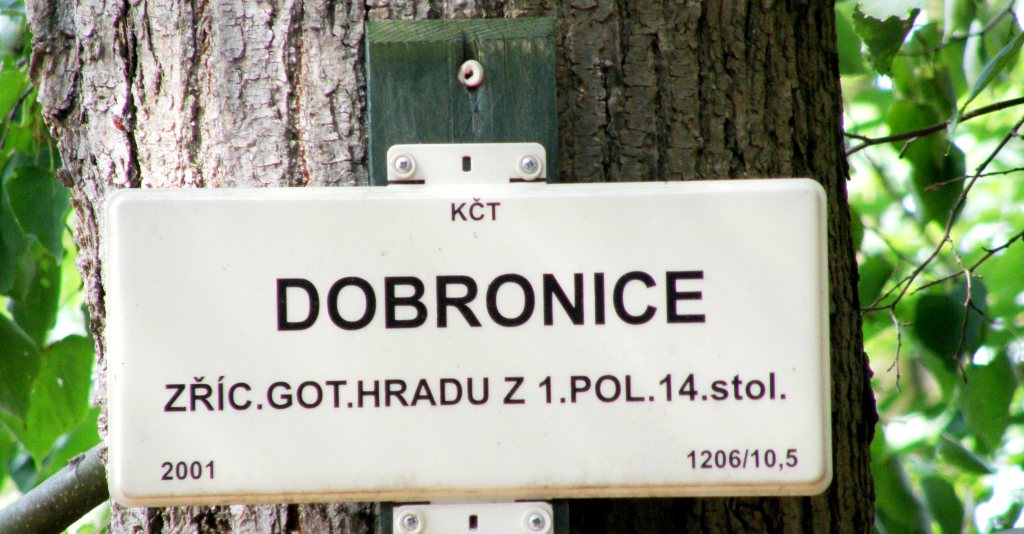 KČT
DOBRONICE
ZŘÍC.GOT.HRADU Z 1.POL.14.stol.
2001
1206/10,5